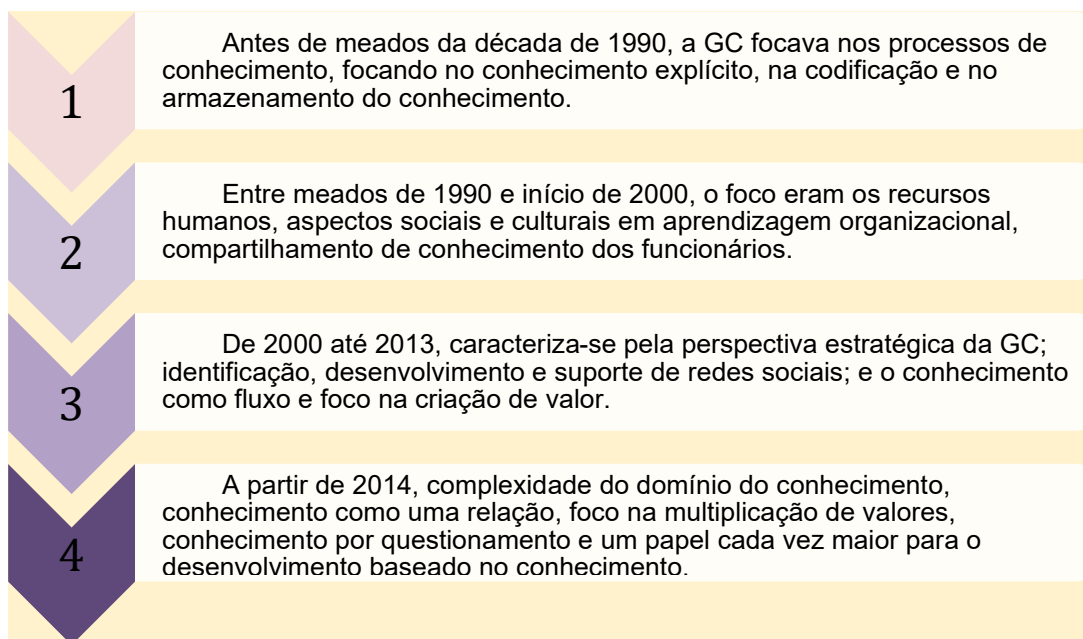 1
Antes de meados da década de 1990, a GC focava nos processos de
conhecimento, focando no conhecimento explícito, na codificação e no
armazenamento do conhecimento.
2
Entre meados de 1990 e início de 2000, o foco eram os recursos
humanos, aspectos sociais e culturais em aprendizagem organizacional,
compartilhamento de conhecimento dos funcionários.
3
De 2000 até 2013, caracteriza-se pela perspectiva estratégica da GC;
identificação, desenvolvimento e suporte de redes sociais; e o conhecimento
como fluxo e foco na criação de valor.
4
A partir de 2014, complexidade do domínio do conhecimento,
conhecimento como uma relação, foco na multiplicação de valores,
conhecimento por questionamento e um papel cada vez maior para o
desenvolvimento baseado no conhecimento.